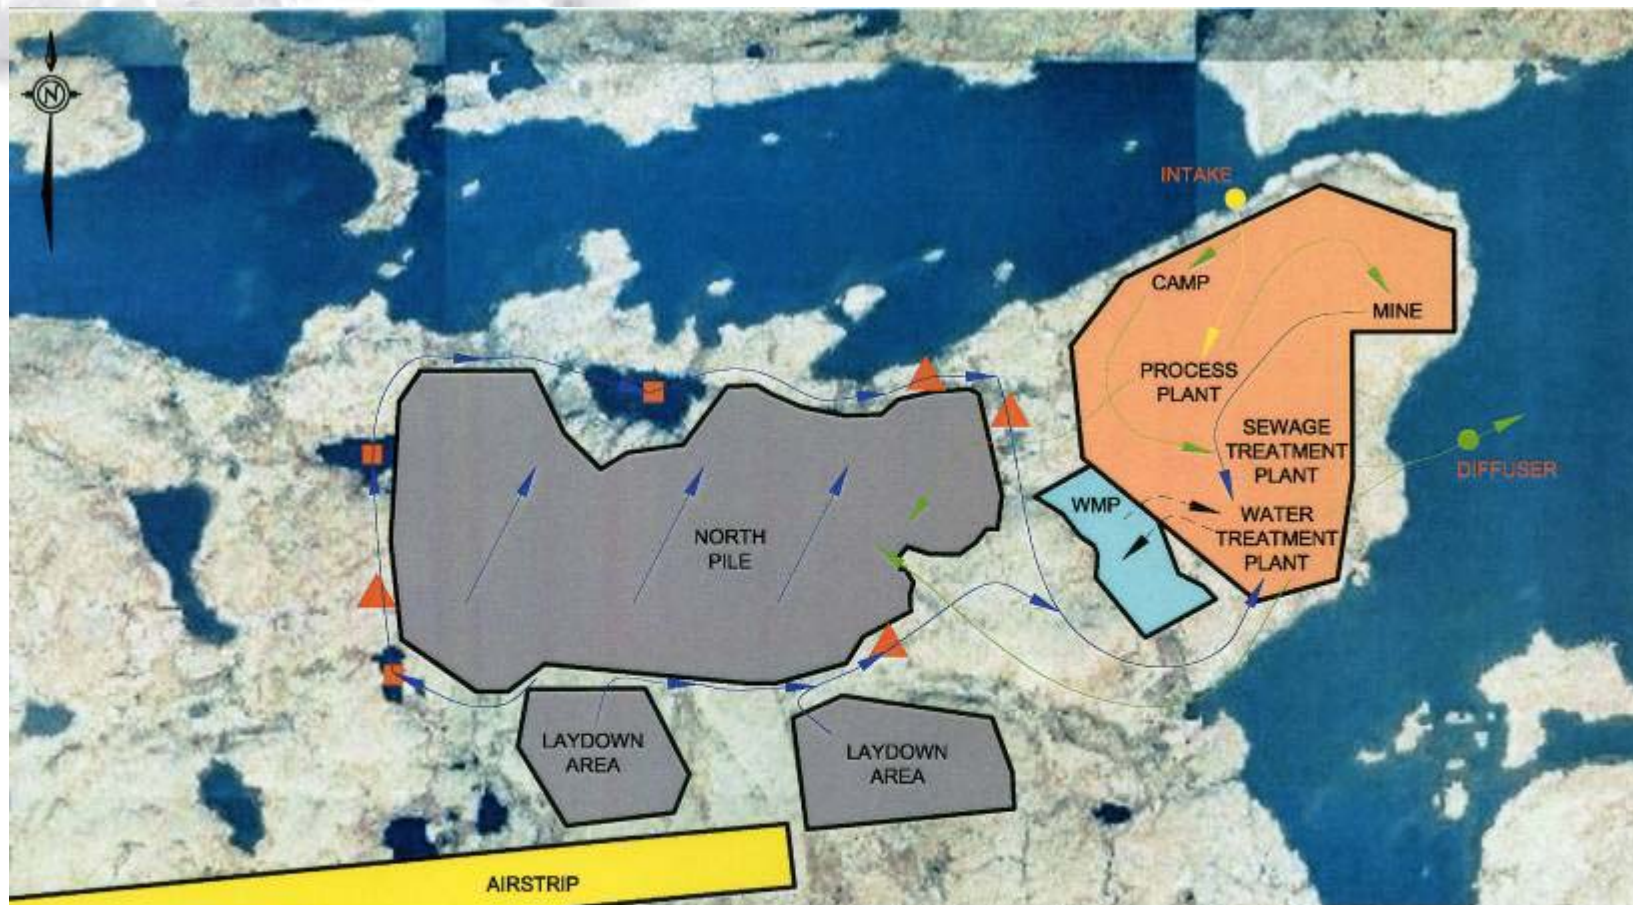 N
INTAKE
CAMP
MINE
PROCESS
PLANT
SEWAGE
TREATMENT
PLANT
DIFFUSER
WMP
WATER
TREATMENT
PLANT
NORTH
PILE
LAYDOWN
AREA
LAYDOWN
AREA
AIRSTRIP